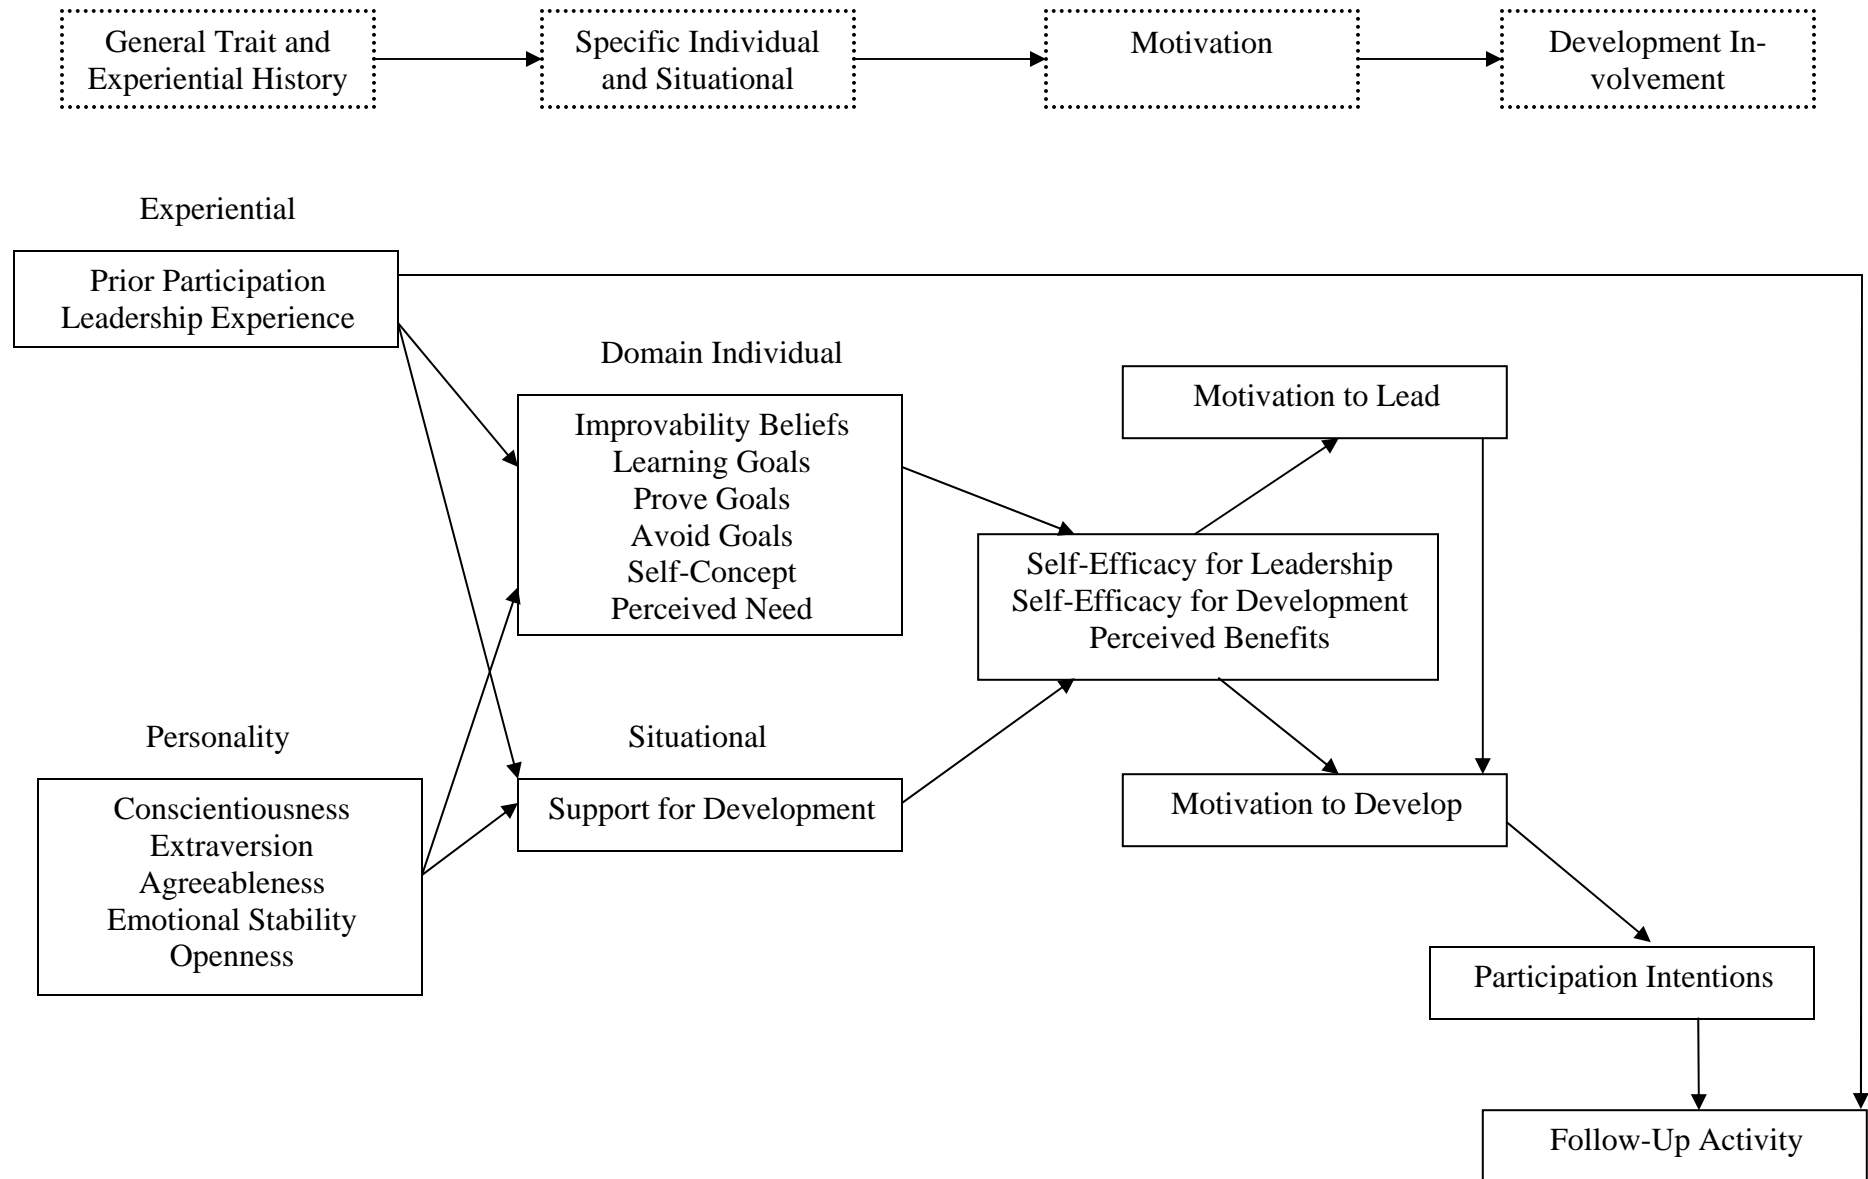 General Trait and
Experiential History
Specific Individual
and Situational
Motivation
Development In-
volvement
Experiential
Prior Participation
Leadership Experience
Domain Individual
Improvability Beliefs
Learning Goals
Prove Goals
Avoid Goals
Self-Concept
Perceived Need
Motivation to Lead
Self-Efficacy for Leadership
Self-Efficacy for Development
Perceived Benefits
Personality
Conscientiousness
Extraversion
Agreeableness
Emotional Stability
Openness
Situational
Support for Development
Motivation to Develop
Participation Intentions
Follow-Up Activity